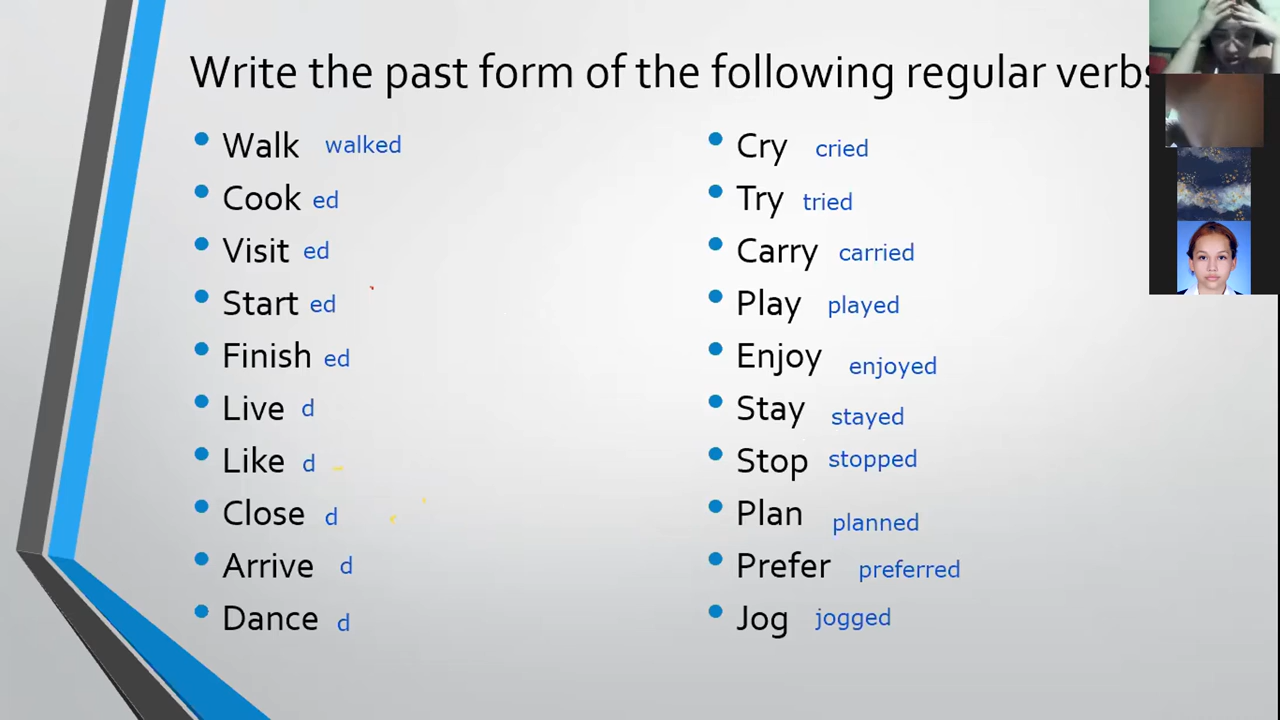 Write the past form of the following regular verbs
• Walk walked
• Cook ed
• Visit ed
• Start ed
• Finish ed
• Live d
• Like d
• Close d
• Arrive d
• Dance d
• Cry cried
• Try tried
• Carry carried
• Play played
• Enjoy enjoyed
• Stay stayed
• Stop stopped
• Plan planned
• Prefer preferred
• Jog jogged